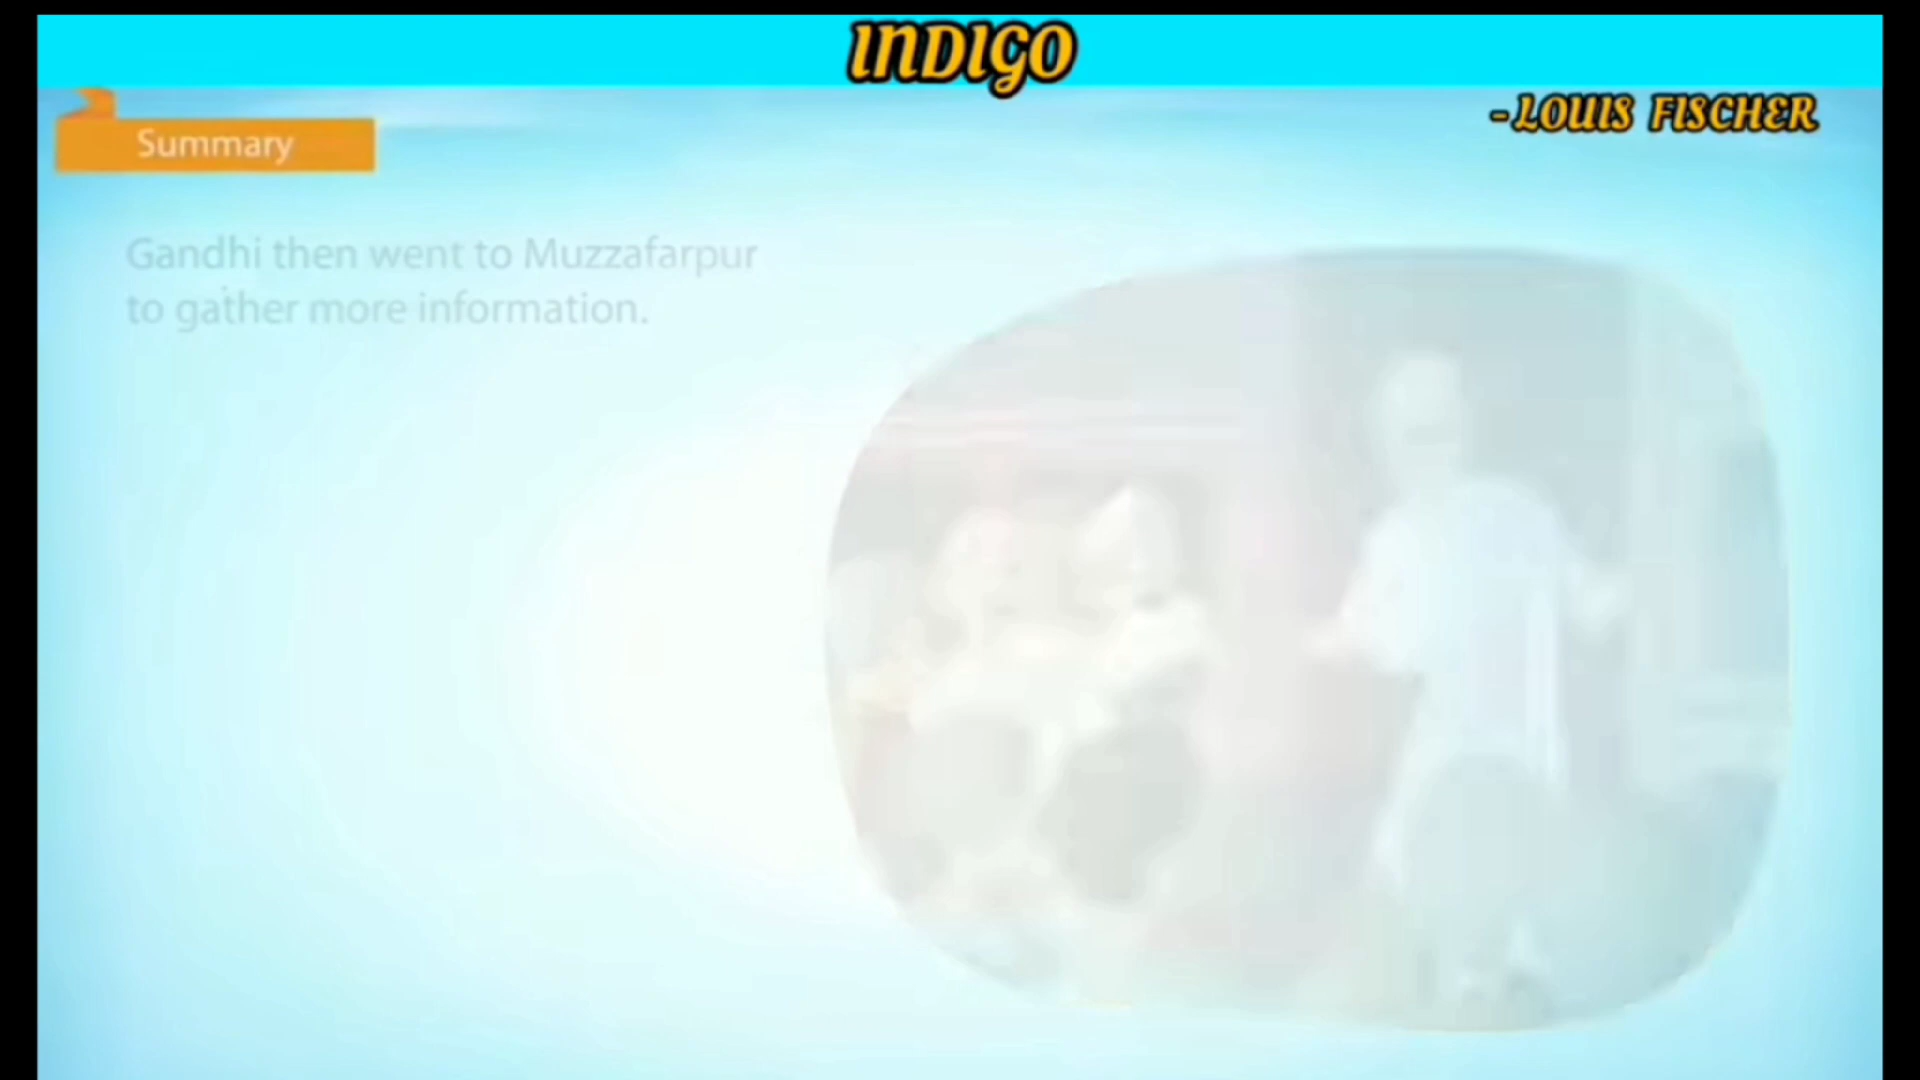 INDIGO
- LOUIS FISCHER
Summary
Gandhi then went to Muzzafarpur
to gather more information.